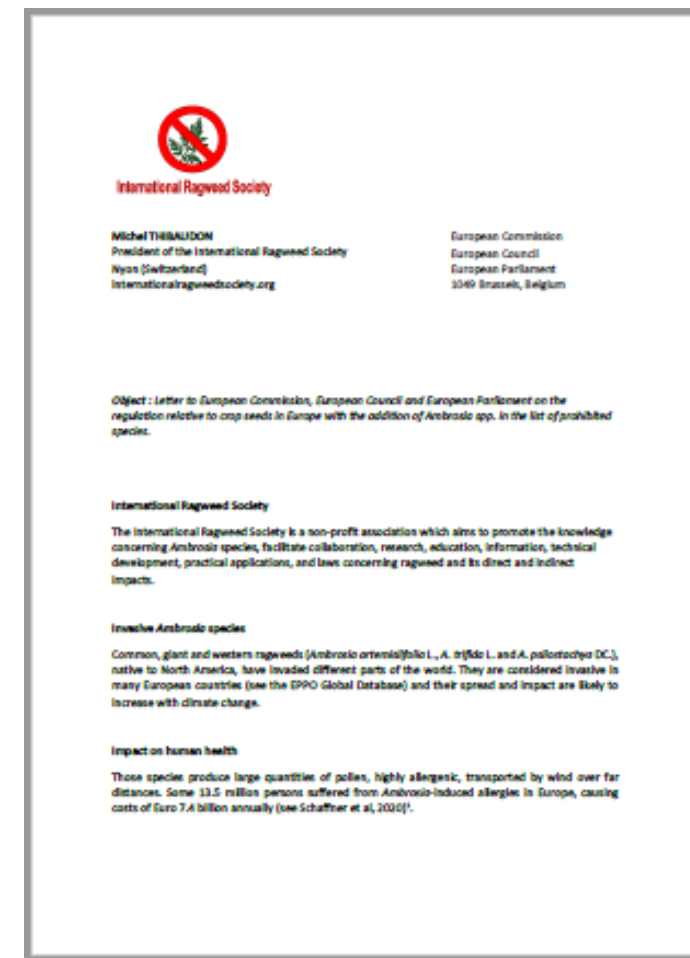 International Ragweed Society
Michel THIBAUDON
President of the International Ragweed Society
Nyon (Switzerland)
internationalragweedsociety.org
European Commission
European Council
European Parliament
1049 Brussels, Belgium
Object : Letter to European Commission, European Council and European Parliament on the
regulation relative to crop seeds in Europe with the addition of Ambrosia spp. in the list of prohibited
species.
International Ragweed Society
The International Ragweed Society is a non-profit association which aims to promote the knowledge
concerning Ambrosia species, facilitate collaboration, research, education, information, technical
development, practical applications, and laws concerning ragweed and its direct and indirect
impacts.
Invasive Ambrosia species
Common, giant and western ragweeds (Ambrosia artemisiifolia L., A. trifida L. and A. psilostachya DC.),
native to North America, have invaded different parts of the world. They are considered invasive in
many European countries (see the EPPO Global Database) and their spread and impact are likely to
increase with climate change.
Impact on human health
Those species produce large quantities of pollen, highly allergenic, transported by wind over far
distances. Some 13.5 million persons suffered from Ambrosia-induced allergies in Europe, causing
costs of Euro 7.4 billion annually (see Schaffner et al, 2020)¹.